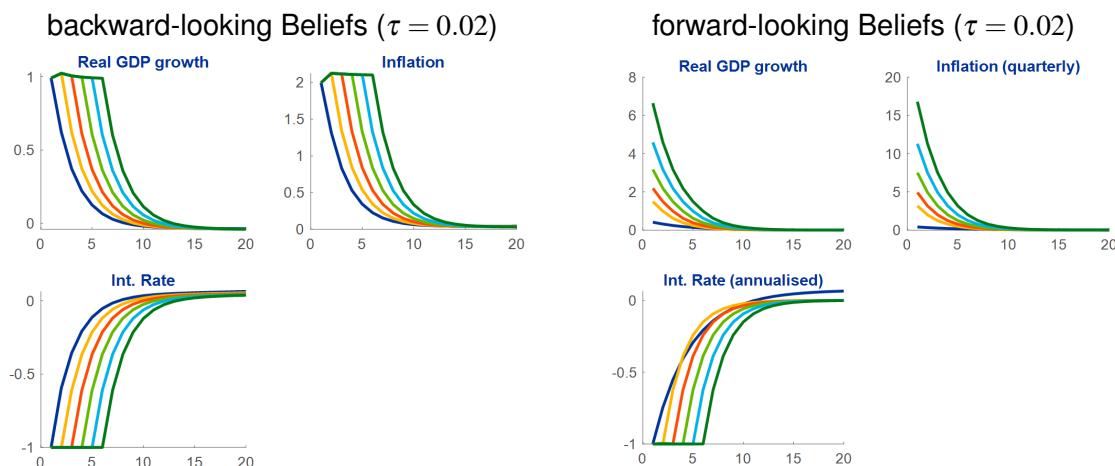 backward-looking Beliefs (τ = 0.02)
Real GDP growth
1
0.5
0
0 5 10 15 20
Inflation
2
1.5
1
0.5
0
0 5 10 15 20
Int. Rate
0
-0.5
-1
0 5 10 15 20
forward-looking Beliefs (τ = 0.02)
Real GDP growth
8
6
4
2
0
0 5 10 15 20
Inflation (quarterly)
20
15
10
5
0
0 5 10 15 20
Int. Rate (annualised)
0
-0.5
-1
0 5 10 15 20